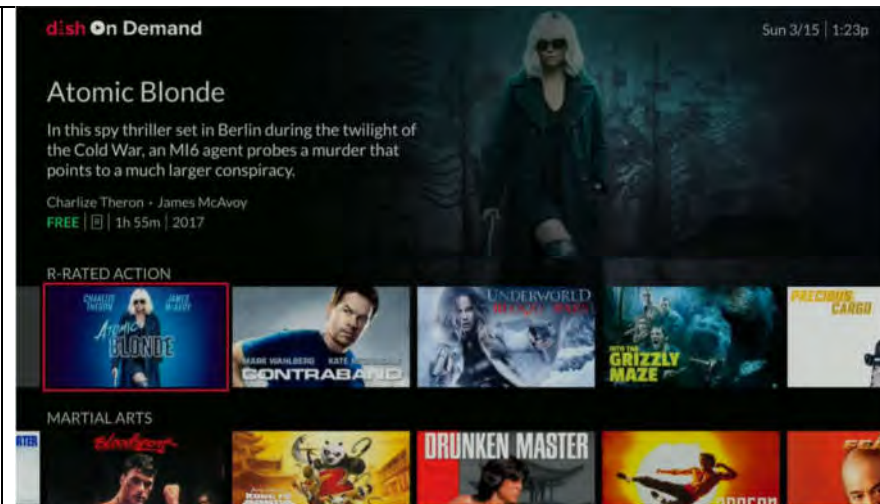 dish On Demand
Sun 3/15 | 1:23p
Atomic Blonde
In this spy thriller set in Berlin during the twilight of
the Cold War, an MI6 agent probes a murder that
points to a much larger conspiracy.
Charlize Theron • James McAvoy
FREE | R | 1h 55m | 2017
R-RATED ACTION
CHARLIZE THERON
JAMES McAVOY
ATOMIC
BLONDE
MARK WAHLBERG KATE
CONTRABAND
UNDERWORLD
BLOOD WARS
INTO THE
GRIZZLY
MAZE
PRECIOUS
CARGO
MARTIAL ARTS
Bloodsport
KUNG FU
DRUNKEN MASTER